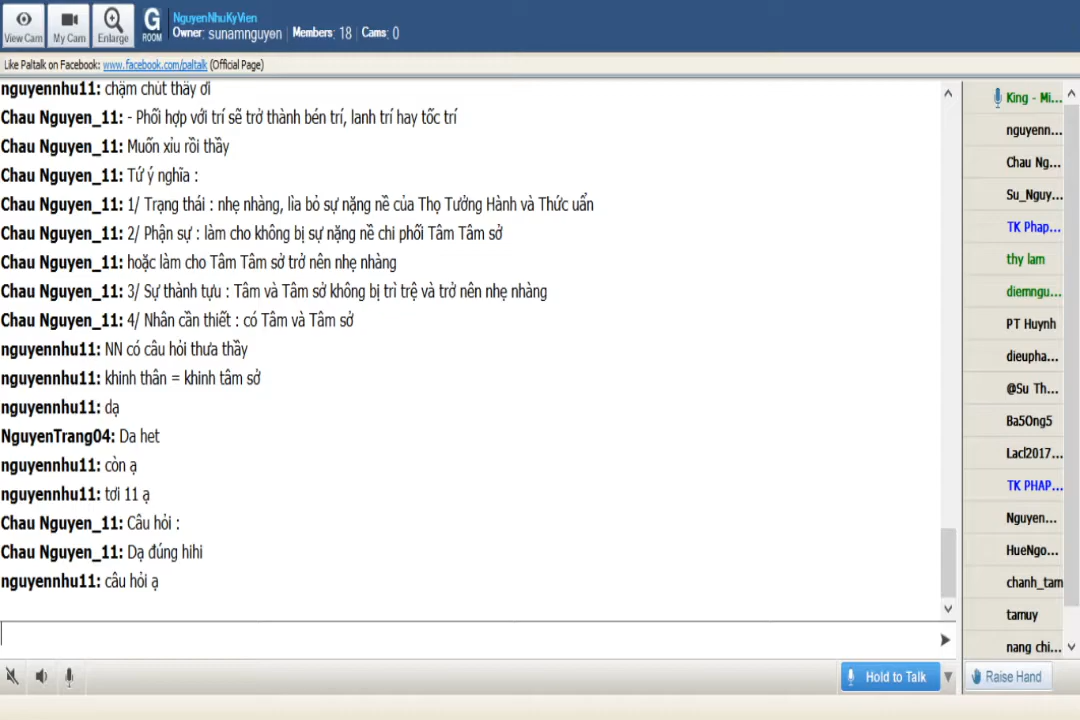 NguyenNhuKyVien
View Cam
My Cam
Enlarge
G ROOM
Owner: sunamnguyen | Members: 18 | Cams: 0
Like Paltalk on Facebook: www.facebook.com/paltalk (Official Page)
nguyennhu11: chậm chút thầy ơi
Chau Nguyen_11: - Phối hợp với trí sẽ trở thành bén trí, lanh trí hay tốc trí
Chau Nguyen_11: Muốn xỉu rồi thầy
Chau Nguyen_11: Tứ ý nghĩa :
Chau Nguyen_11: 1/ Trạng thái : nhẹ nhàng, lìa bỏ sự nặng nề của Thọ Tưởng Hành và Thức uẩn
Chau Nguyen_11: 2/ Phận sự : làm cho không bị sự nặng nề chi phối Tâm Tâm sở
Chau Nguyen_11: hoặc làm cho Tâm Tâm sở trở nên nhẹ nhàng
Chau Nguyen_11: 3/ Sự thành tựu : Tâm và Tâm sở không bị trì trệ và trở nên nhẹ nhàng
Chau Nguyen_11: 4/ Nhân cần thiết : có Tâm và Tâm sở
nguyennhu11: NN có câu hỏi thưa thầy
nguyennhu11: khinh thân = khinh tâm sở
nguyennhu11: dạ
NguyenTrang04: Da het
nguyennhu11: còn ạ
nguyennhu11: tơi 11 ạ
Chau Nguyen_11: Câu hỏi :
Chau Nguyen_11: Dạ đúng hihi
nguyennhu11: câu hỏi ạ
King - Mi...
nguyenn...
Chau Ng...
Su_Nguy...
TK Phap...
thy lam
diemngu...
PT Huynh
dieupha...
@Su Th...
Ba5Ong5
Lacl2017...
TK PHAP...
Nguyen...
HueNgo...
chanh_tam
tamuy
nang chi...
Hold to Talk
Raise Hand